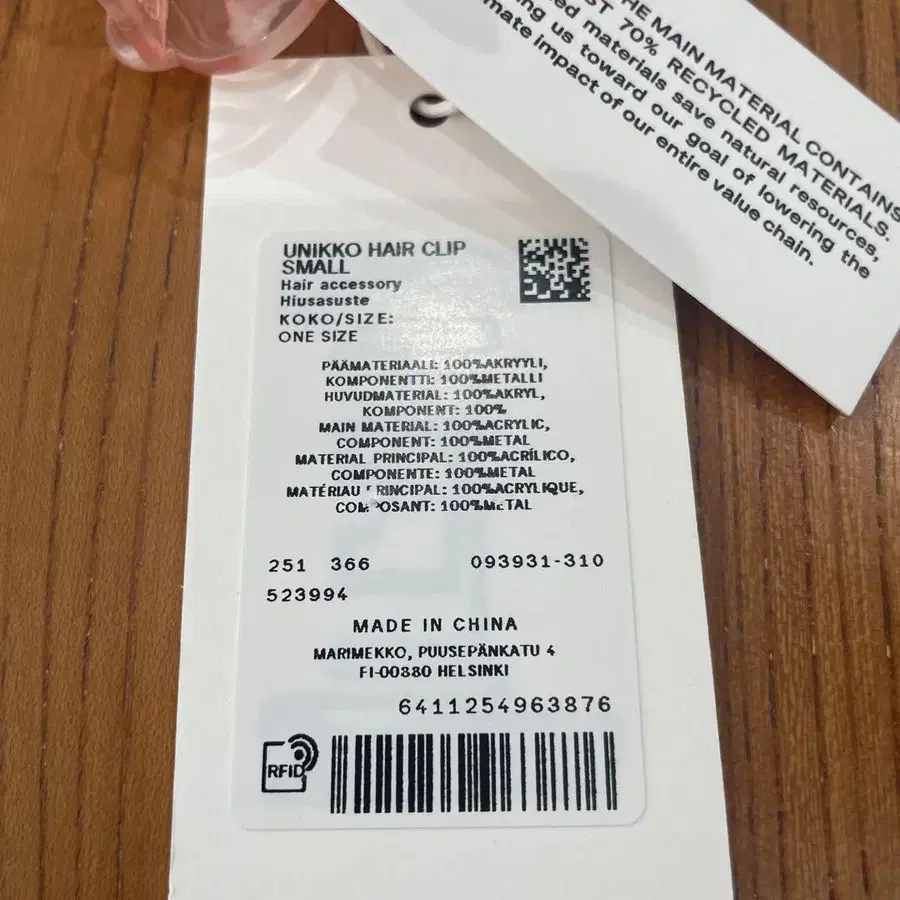 HE MAIN MATERIAL CONTAINS
ST 70% RECYCLED MATERIALS.
ed materials save natural resources,
ing us toward our goal of lowering the
mate impact of our entire value chain.
UNIKKO HAIR CLIP
SMALL
Hair accessory
Hiusasuste
KOKO/SIZE:
ONE SIZE
PÄÄMATERIAALI: 100%AKRYYLI,
KOMPONENTTI: 100%METALLI
HUVUDMATERIAL: 100%AKRYL,
KOMPONENT: 100%
MAIN MATERIAL: 100%ACRYLIC,
COMPONENT: 100%METAL
MATERIAL PRINCIPAL: 100%ACRÍLICO,
COMPONENTE: 100%METAL
MATÉRIAU PRINCIPAL: 100%ACRYLIQUE,
COMPOSANT: 100%METAL
251 366 093931-310
523994
MADE IN CHINA
MARIMEKKO, PUUSEPÄNKATU 4
FI-00880 HELSINKI
6411254963876
RFID